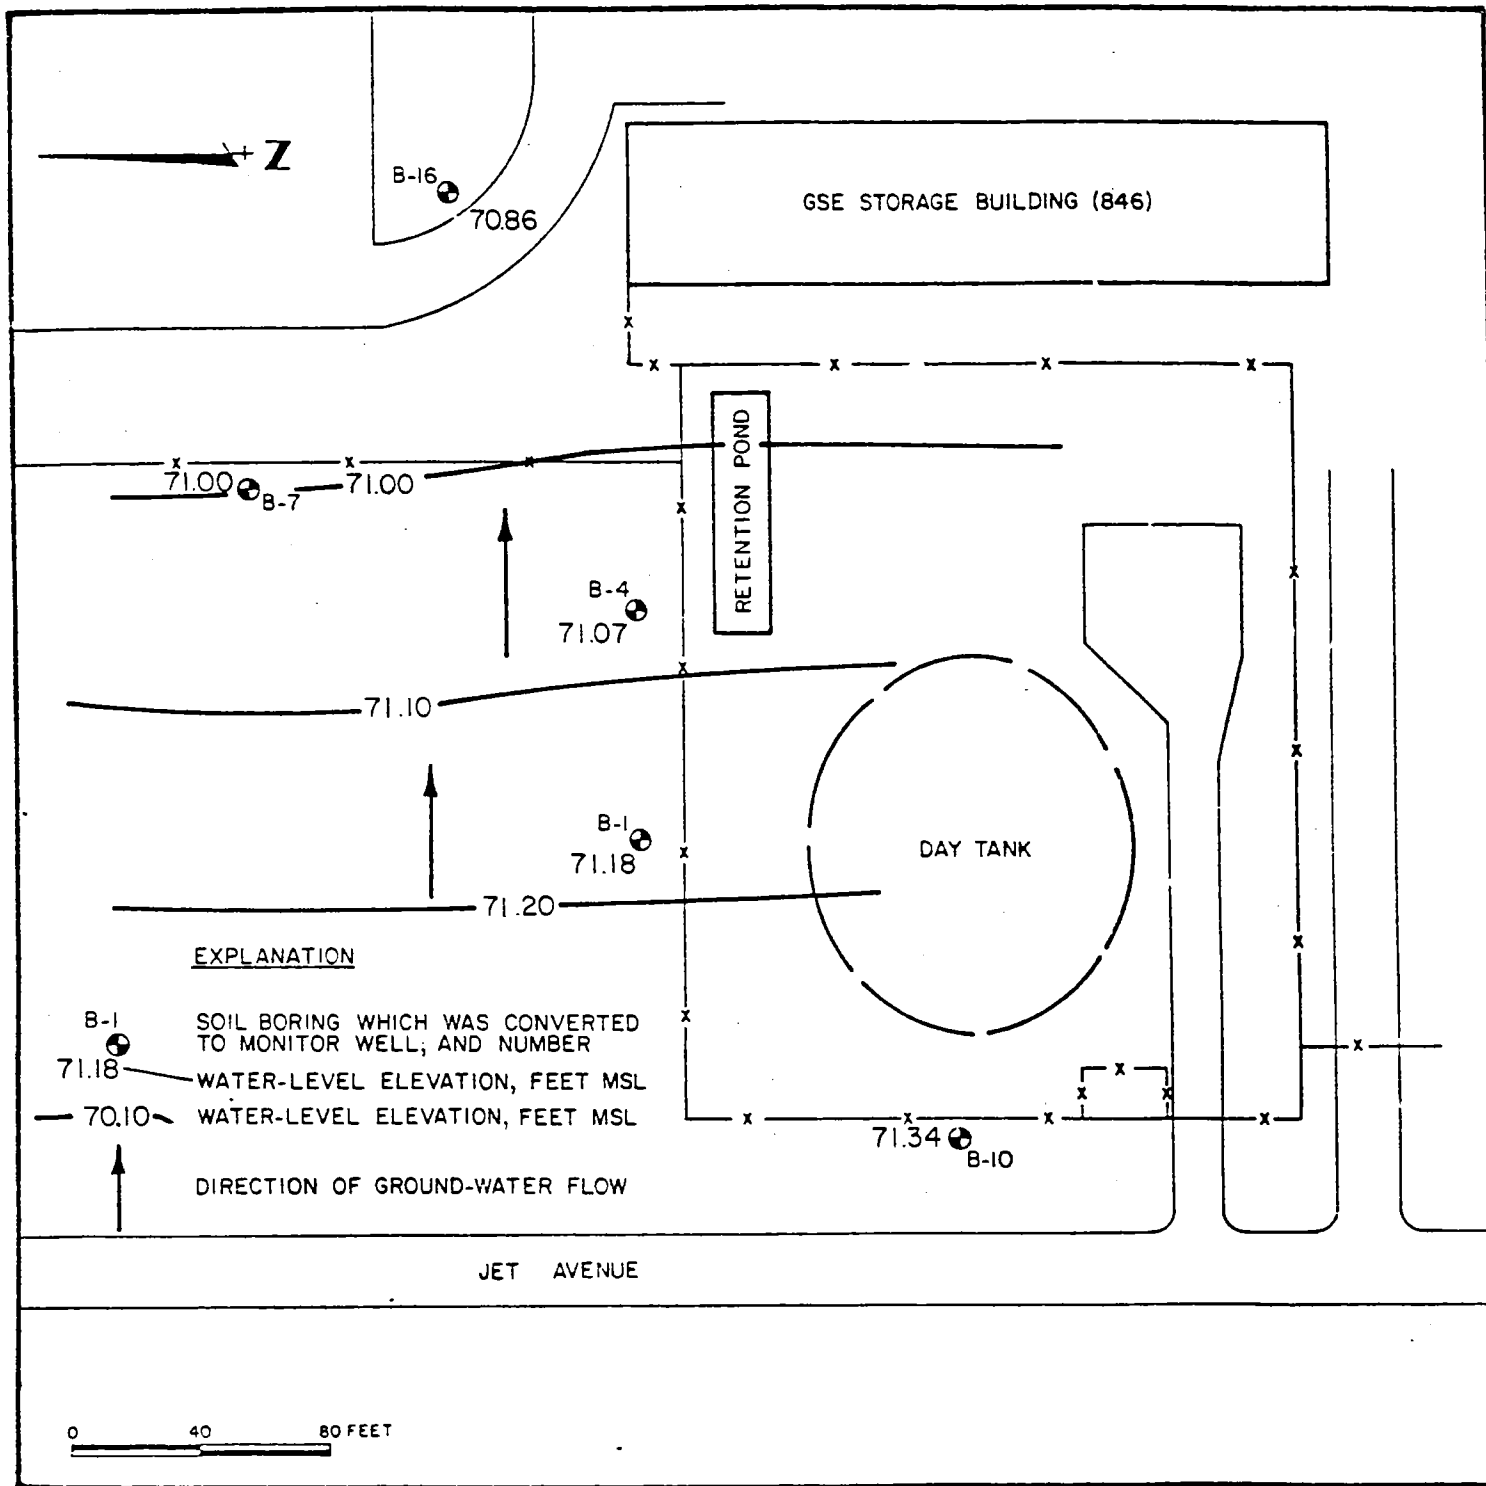 Z
B-16
70.86
GSE STORAGE BUILDING (846)
RETENTION POND
71.00
B-7
71.00
B-4
71.07
71.10
B-1
71.18
DAY TANK
71.20
EXPLANATION
B-1
71.18
SOIL BORING WHICH WAS CONVERTED
TO MONITOR WELL; AND NUMBER
WATER-LEVEL ELEVATION, FEET MSL
70.10
WATER-LEVEL ELEVATION, FEET MSL
DIRECTION OF GROUND-WATER FLOW
71.34
B-10
JET AVENUE
0 40 80 FEET